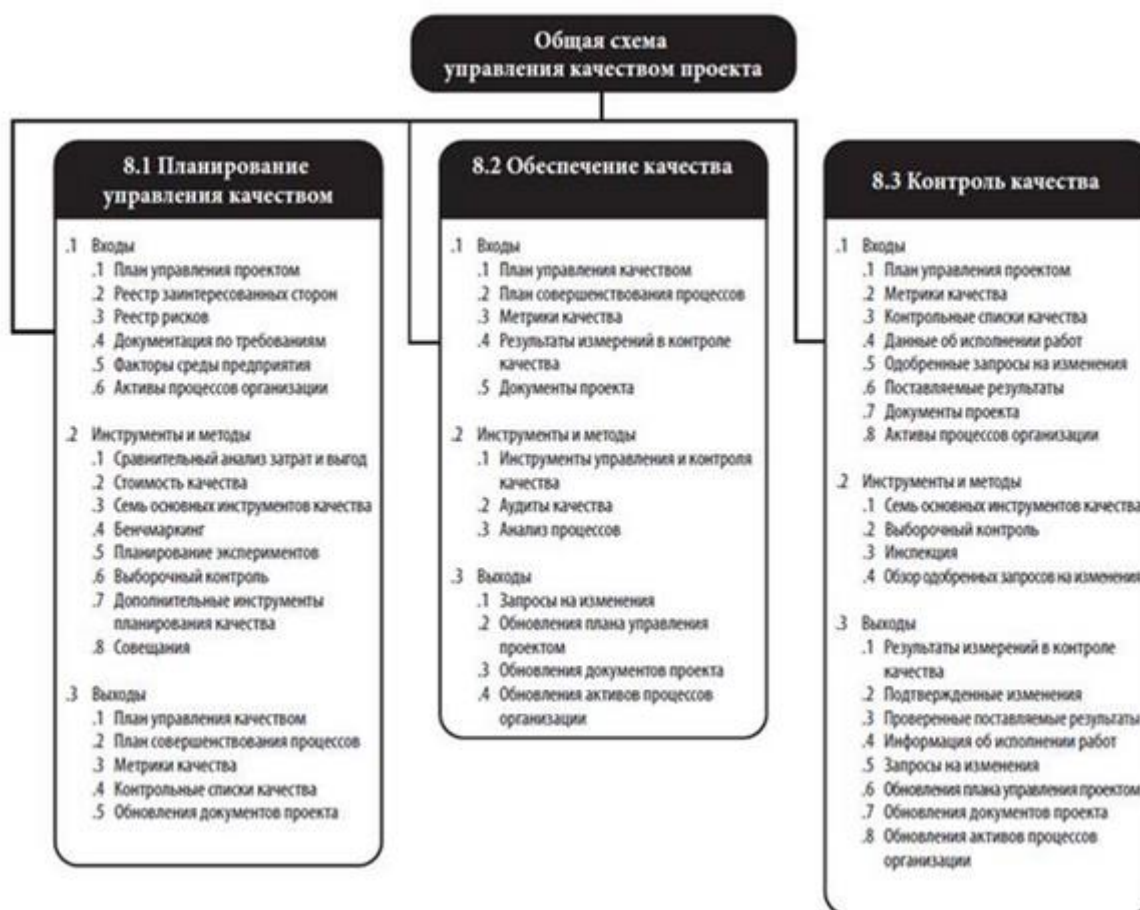 Общая схема
управления качеством проекта
8.1 Планирование
управления качеством
.1 Входы
.1 План управления проектом
.2 Реестр заинтересованных сторон
.3 Реестр рисков
.4 Документация по требованиям
.5 Факторы среды предприятия
.6 Активы процессов организации
.2 Инструменты и методы
.1 Сравнительный анализ затрат и выгод
.2 Стоимость качества
.3 Семь основных инструментов качества
.4 Бенчмаркинг
.5 Планирование экспериментов
.6 Выборочный контроль
.7 Дополнительные инструменты
планирования качества
.8 Совещания
.3 Выходы
.1 План управления качеством
.2 План совершенствования процессов
.3 Метрики качества
.4 Контрольные списки качества
.5 Обновления документов проекта
8.2 Обеспечение качества
.1 Входы
.1 План управления качеством
.2 План совершенствования процессов
.3 Метрики качества
.4 Результаты измерений в контроле
качества
.5 Документы проекта
.2 Инструменты и методы
.1 Инструменты управления и контроля
качества
.2 Аудиты качества
.3 Анализ процессов
.3 Выходы
.1 Запросы на изменения
.2 Обновления плана управления
проектом
.3 Обновления документов проекта
.4 Обновления активов процессов
организации
8.3 Контроль качества
.1 Входы
.1 План управления проектом
.2 Метрики качества
.3 Контрольные списки качества
.4 Данные об исполнении работ
.5 Одобренные запросы на изменения
.6 Поставляемые результаты
.7 Документы проекта
.8 Активы процессов организации
.2 Инструменты и методы
.1 Семь основных инструментов качества
.2 Выборочный контроль
.3 Инспекция
.4 Обзор одобренных запросов на изменения
.3 Выходы
.1 Результаты измерений в контроле
качества
.2 Подтвержденные изменения
.3 Проверенные поставляемые результаты
.4 Информация об исполнении работ
.5 Запросы на изменения
.6 Обновления плана управления проектом
.7 Обновления документов проекта
.8 Обновления активов процессов
организации